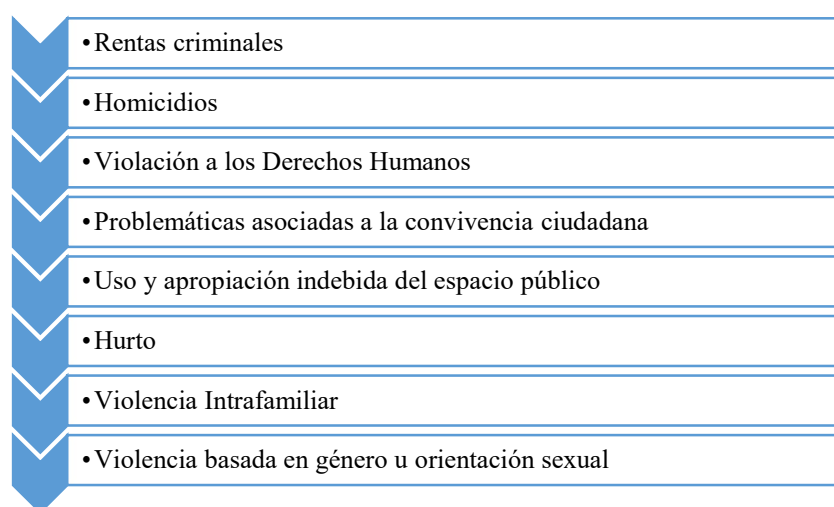 •Rentas criminales
•Homicidios
•Violación a los Derechos Humanos
•Problemáticas asociadas a la convivencia ciudadana
•Uso y apropiación indebida del espacio público
•Hurto
•Violencia Intrafamiliar
•Violencia basada en género u orientación sexual